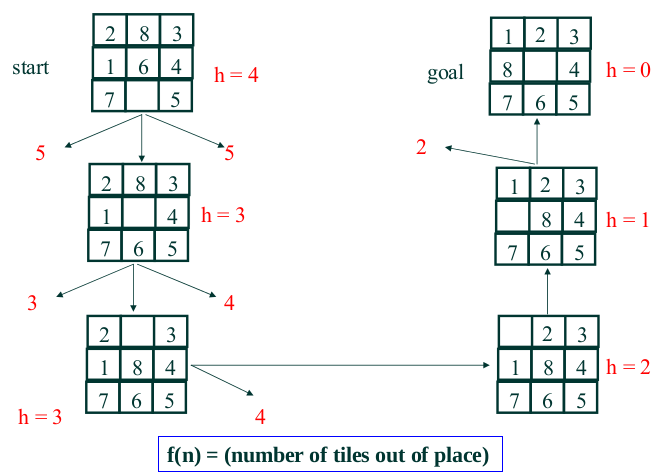 2 8 3
start
1 6 4
h = 4
7 5
5
5
2 8 3
1 4
h = 3
7 6 5
3
4
2 3
1 8 4
7 6 5
h = 3
4
1 2 3
goal
8 4
h = 0
7 6 5
2
1 2 3
8 4
h = 1
7 6 5
2 3
1 8 4
h = 2
7 6 5
f(n) = (number of tiles out of place)